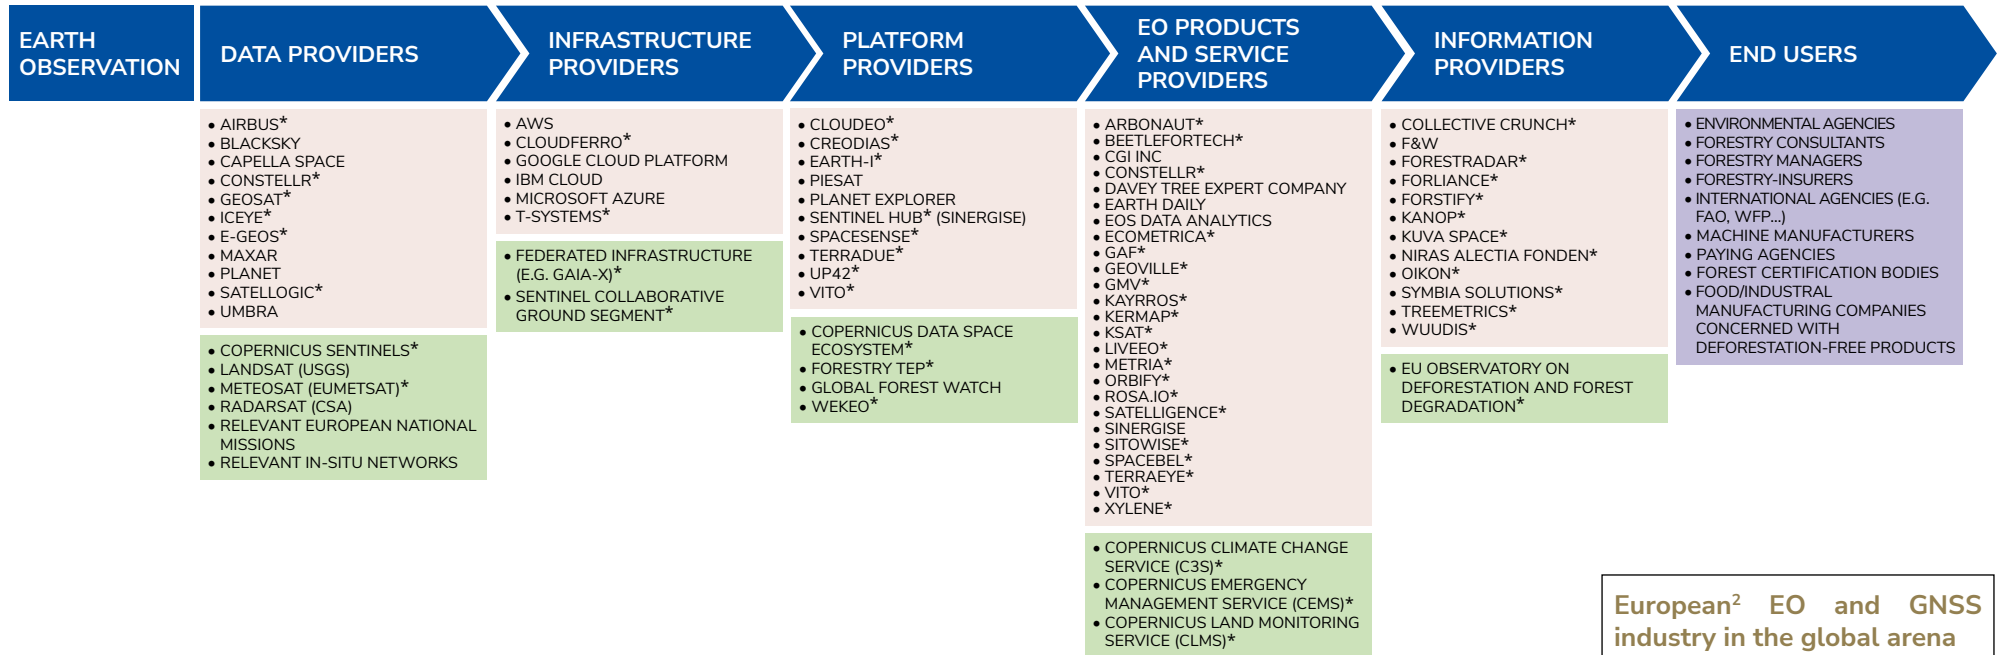 EARTH
OBSERVATION
DATA PROVIDERS
INFRASTRUCTURE
PROVIDERS
PLATFORM
PROVIDERS
EO PRODUCTS
AND SERVICE
PROVIDERS
INFORMATION
PROVIDERS
END USERS
• AIRBUS*
• BLACKSKY
• CAPELLA SPACE
• CONSTELLR*
• GEOSAT*
• ICEYE*
• E-GEOS*
• MAXAR
• PLANET
• SATELLOGIC*
• UMBRA
• COPERNICUS SENTINELS*
• LANDSAT (USGS)
• METEOSAT (EUMETSAT)*
• RADARSAT (CSA)
• RELEVANT EUROPEAN NATIONAL
MISSIONS
• RELEVANT IN-SITU NETWORKS
• AWS
• CLOUDFERRO*
• GOOGLE CLOUD PLATFORM
• IBM CLOUD
• MICROSOFT AZURE
• T-SYSTEMS*
• FEDERATED INFRASTRUCTURE
(E.G. GAIA-X)*
• SENTINEL COLLABORATIVE
GROUND SEGMENT*
• CLOUDEO*
• CREODIAS*
• EARTH-I*
• PIESAT
• PLANET EXPLORER
• SENTINEL HUB* (SINERGISE)
• SPACESENSE*
• TERRADUE*
• UP42*
• VITO*
• COPERNICUS DATA SPACE
ECOSYSTEM*
• FORESTRY TEP*
• GLOBAL FOREST WATCH
• WEKEO*
• ARBONAUT*
• BEETLEFORTECH*
• CGI INC
• CONSTELLR*
• DAVEY TREE EXPERT COMPANY
• EARTH DAILY
• EOS DATA ANALYTICS
• ECOMETRICA*
• GAF*
• GEOVILLE*
• GMV*
• KAYRROS*
• KERMAP*
• KSAT*
• LIVEEO*
• METRIA*
• ORBIFY*
• ROSA.IO*
• SATELLIGENCE*
• SINERGISE
• SITOWISE*
• SPACEBEL*
• TERRAEYE*
• VITO*
• XYLENE*
• COPERNICUS CLIMATE CHANGE
SERVICE (C3S)*
• COPERNICUS EMERGENCY
MANAGEMENT SERVICE (CEMS)*
• COPERNICUS LAND MONITORING
SERVICE (CLMS)*
• COLLECTIVE CRUNCH*
• F&W
• FORESTRADAR*
• FORLIANCE*
• FORSTIFY*
• KANOP*
• KUVA SPACE*
• NIRAS ALECTIA FONDEN*
• OIKON*
• SYMBIA SOLUTIONS*
• TREEMETRICS*
• WUUDIS*
• EU OBSERVATORY ON
DEFORESTATION AND FOREST
DEGRADATION*
• ENVIRONMENTAL AGENCIES
• FORESTRY CONSULTANTS
• FORESTRY MANAGERS
• FORESTRY-INSURERS
• INTERNATIONAL AGENCIES (E.G.
FAO, WFP...)
• MACHINE MANUFACTURERS
• PAYING AGENCIES
• FOREST CERTIFICATION BODIES
• FOOD/INDUSTRAL
MANUFACTURING COMPANIES
CONCERNED WITH
DEFORESTATION-FREE PRODUCTS
European² EO and GNSS
industry in the global arena